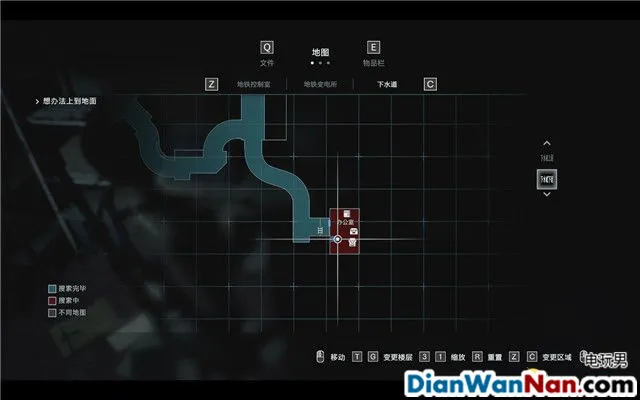 Q 地图 E
文件 物品栏
Z 地铁控制室 地铁变电所 下水道 C
想办法上到地面
办公室
搜索完毕
搜索中
不同地图
移动 T G 变更楼层 3 1 缩放 R 重置 Z C 变更区域
电玩男
DianWanNan.com